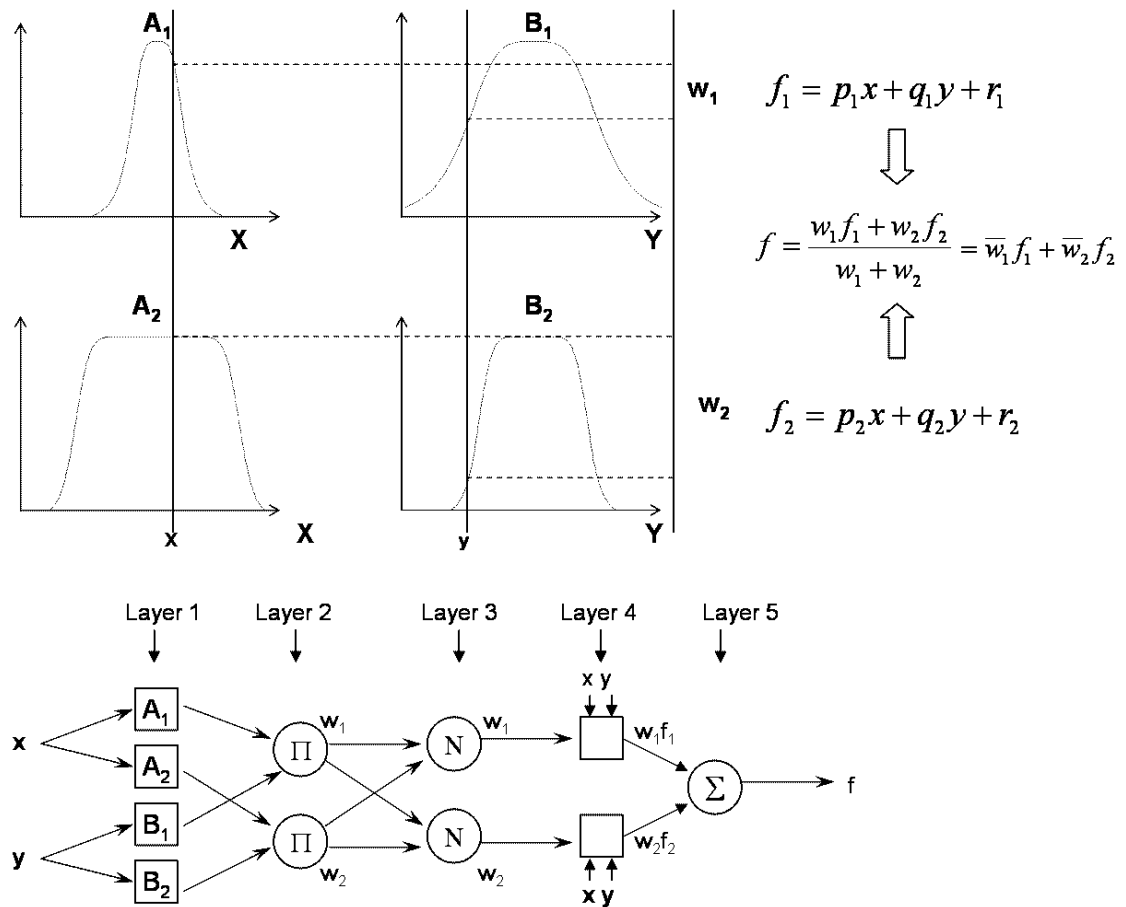 A₁ B₁
w₁ f₁ = p₁x + q₁y + r₁
X Y
f = (w₁f₁ + w₂f₂) / (w₁ + w₂) = w̅₁f₁ + w̅₂f₂
A₂ B₂
w₂ f₂ = p₂x + q₂y + r₂
x X y Y
Layer 1 Layer 2 Layer 3 Layer 4 Layer 5
x y
A₁ w₁ w₁ w₁f₁
x Π N
A₂ Σ f
B₁ Π N w₂f₂
y w₂ w₂
B₂ x y